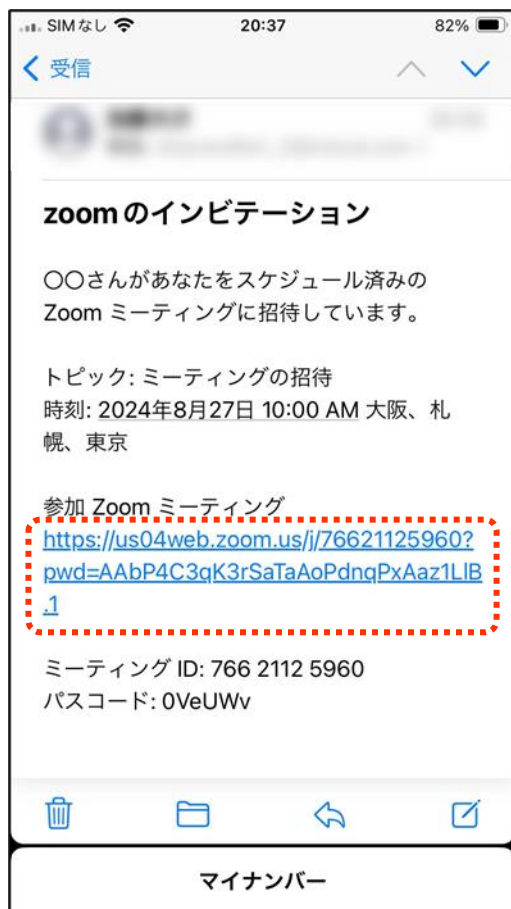 SIMなし 20:37 82%
受信
zoomのインビテーション
〇〇さんがあなたをスケジュール済みの
Zoom ミーティングに招待しています。
トピック: ミーティングの招待
時刻: 2024年8月27日 10:00 AM 大阪、札
幌、東京
参加 Zoom ミーティング
https://us04web.zoom.us/j/76621125960?
pwd=AAbP4C3qK3rSaTaAoPdnqPxAaz1LlB
.1
ミーティング ID: 766 2112 5960
パスコード: 0VeUWv
マイナンバー